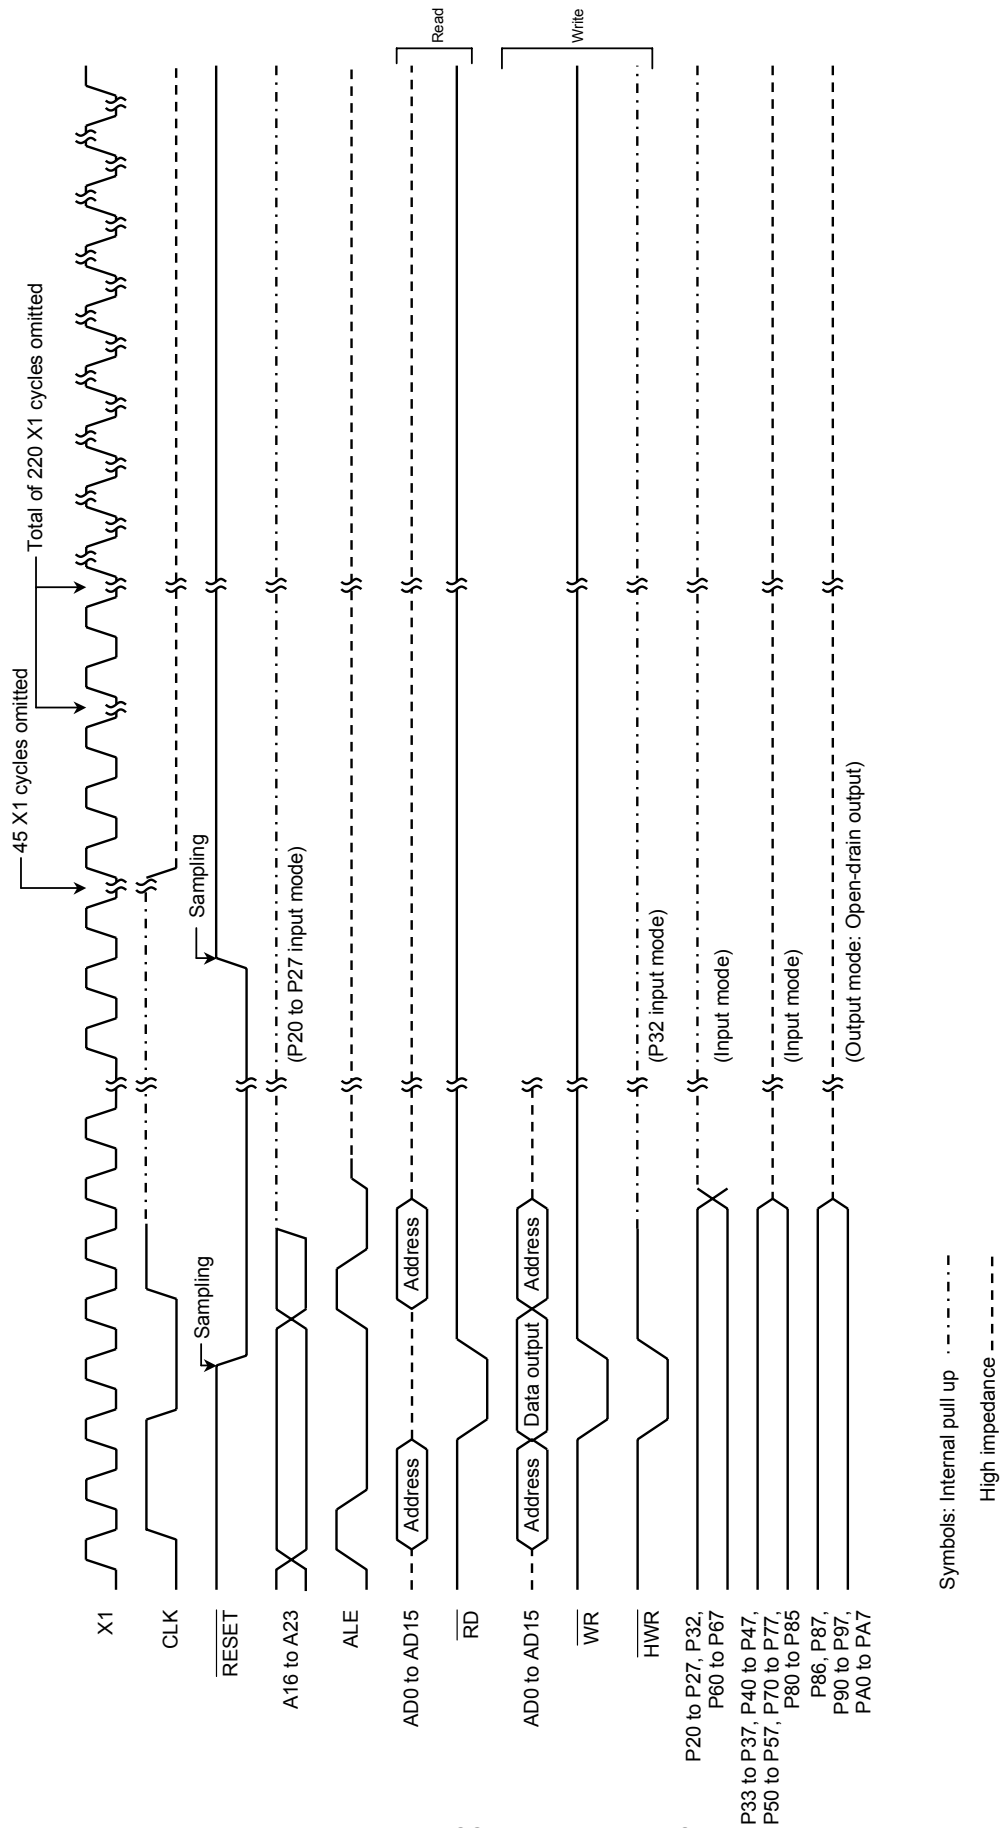 45 X1 cycles omitted
Total of 220 X1 cycles omitted
X1
CLK
RESET
Sampling
Sampling
A16 to A23
(P20 to P27 input mode)
ALE
AD0 to AD15
Address
Address
RD
Read
AD0 to AD15
Address
Data output
Address
WR
Write
HWR
(P32 input mode)
P20 to P27, P32,
P60 to P67
(Input mode)
P33 to P37, P40 to P47,
P50 to P57, P70 to P77,
P80 to P85
(Input mode)
P86, P87,
P90 to P97,
PA0 to PA7
(Output mode: Open-drain output)
Symbols: Internal pull up
High impedance